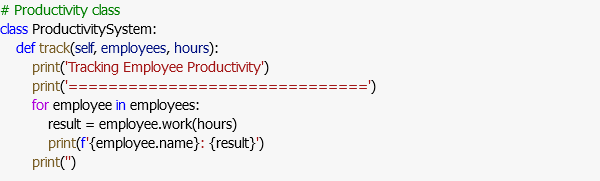 # Productivity class
class ProductivitySystem:
    def track(self, employees, hours):
        print('Tracking Employee Productivity')
        print('==============================')
        for employee in employees:
            result = employee.work(hours)
            print(f'{employee.name}: {result}')
        print('')